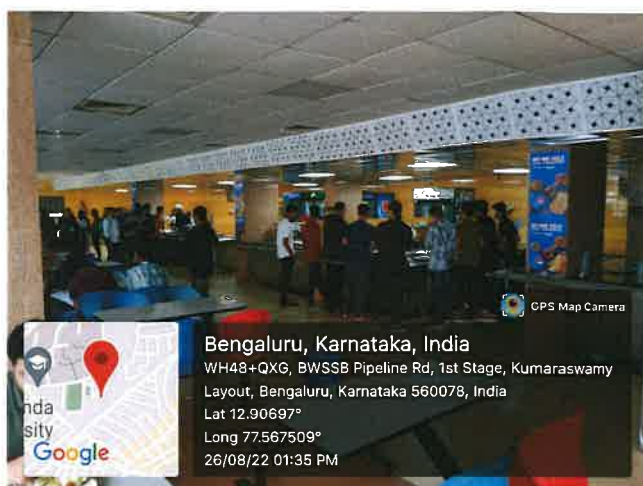 GPS Map Camera
Bengaluru, Karnataka, India
WH48+QXG, BWSSB Pipeline Rd, 1st Stage, Kumaraswamy
Layout, Bengaluru, Karnataka 560078, India
Lat 12.90697°
Long 77.567509°
26/08/22 01:35 PM
nda
sity
Google